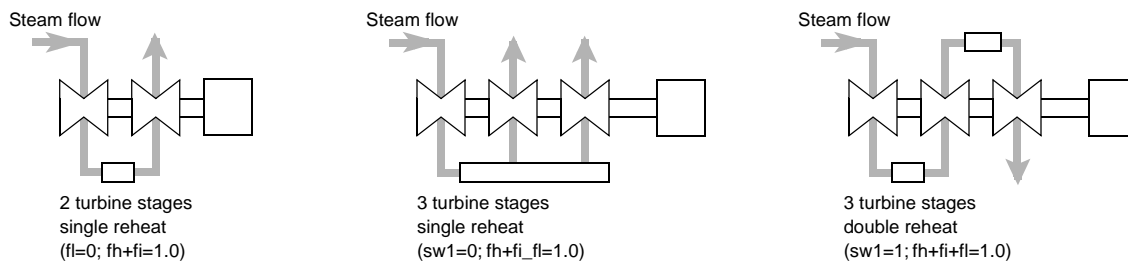 Steam flow
2 turbine stages
single reheat
(fl=0; fh+fi=1.0)
Steam flow
3 turbine stages
single reheat
(sw1=0; fh+fi_fl=1.0)
Steam flow
3 turbine stages
double reheat
(sw1=1; fh+fi+fl=1.0)